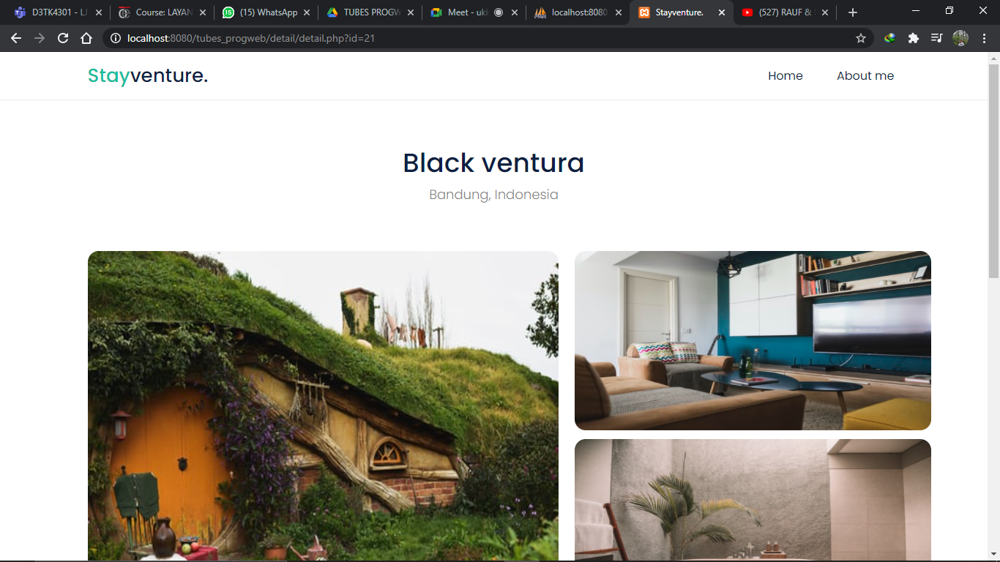 D3TK4301 - LJ
Course: LAYAN
(15) WhatsApp
TUBES PROGW
Meet - uk
localhost:8080
Stayventure.
(527) RAUF &
localhost:8080/tubes_progweb/detail/detail.php?id=21
Stayventure.
Home
About me
Black ventura
Bandung, Indonesia